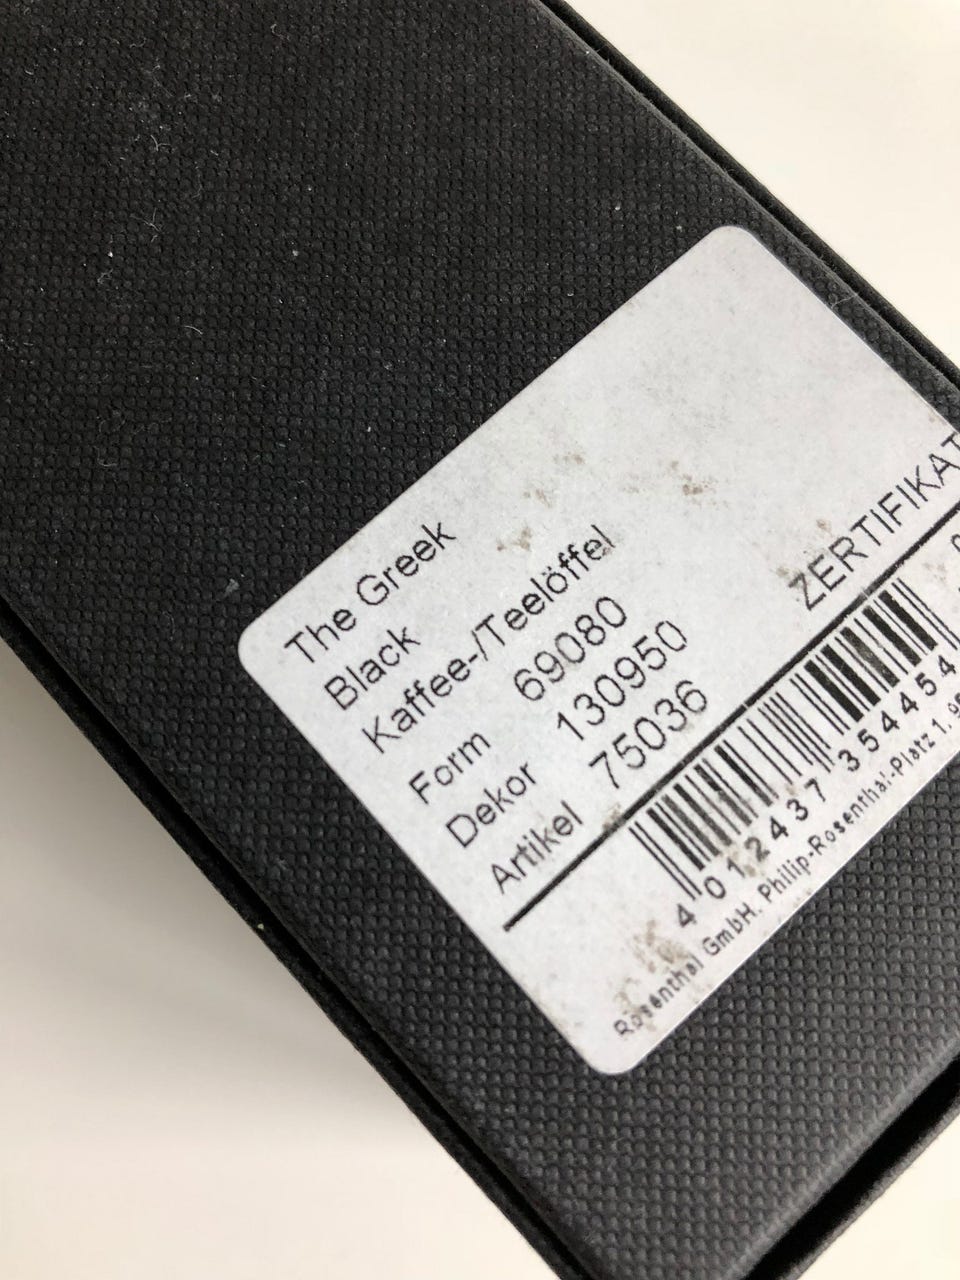 The Greek
Black
Kaffee-/Teelöffel
Form 69080
Dekor 130950
Artikel 75036
ZERTIFIKAT
4 012437 354454
Rosenthal GmbH. Philip-Rosenthal-Platz 1,